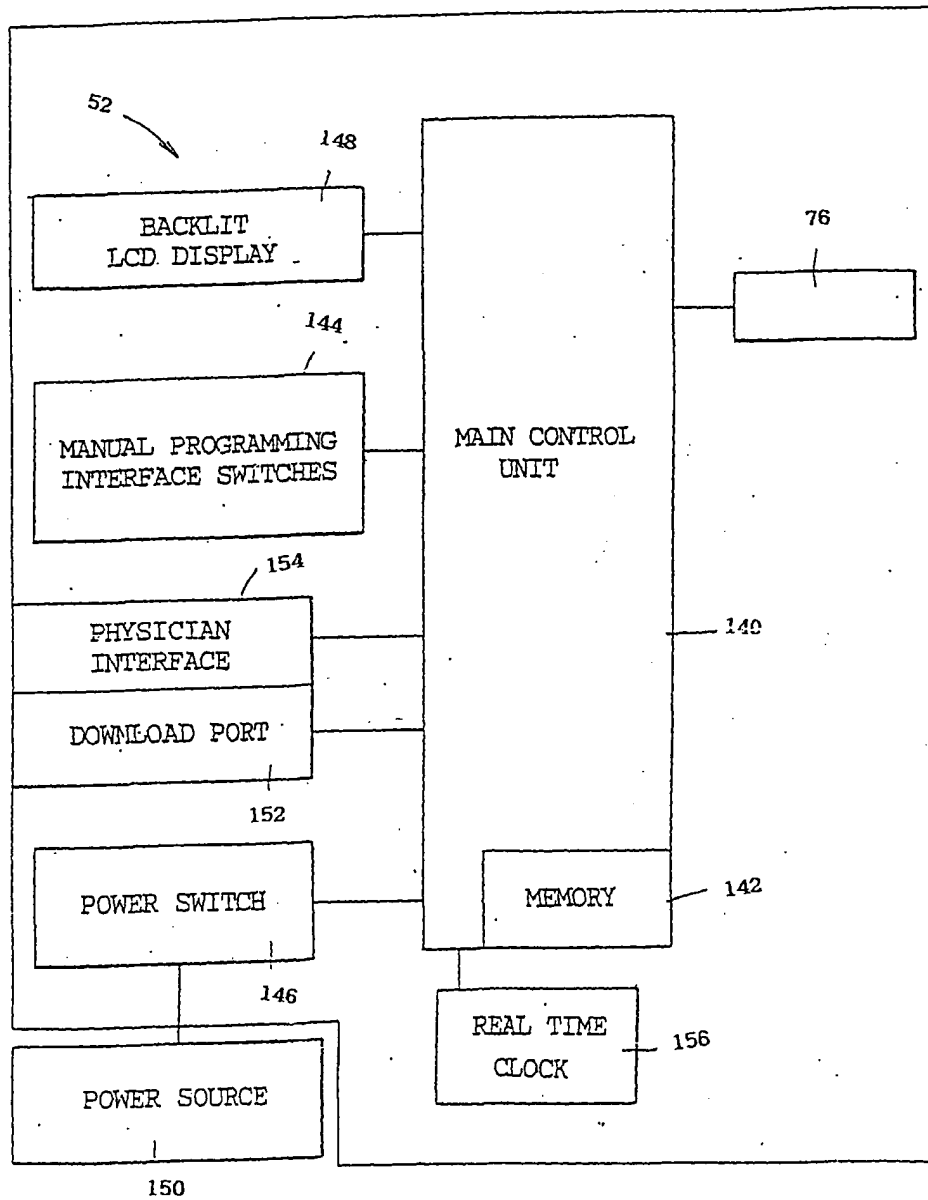 52
148
BACKLIT
LCD DISPLAY
76
144
MANUAL PROGRAMMING
INTERFACE SWITCHES
MAIN CONTROL
UNIT
154
PHYSICIAN
INTERFACE
140
DOWNLOAD PORT
152
POWER SWITCH
MEMORY
142
146
REAL TIME
CLOCK
156
POWER SOURCE
150